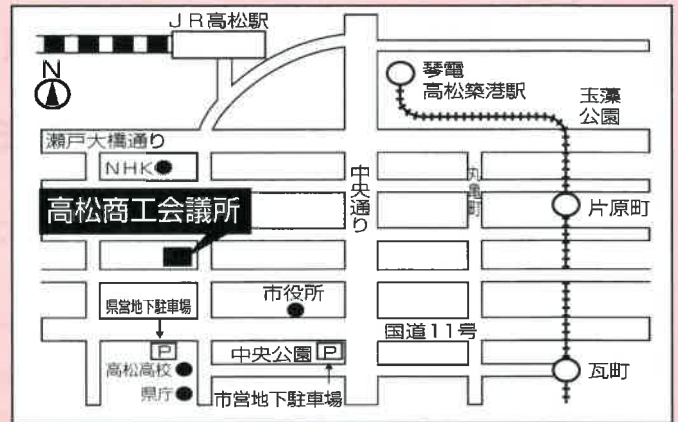 JR高松駅
N
琴電
高松築港駅
玉藻
公園
瀬戸大橋通り
NHK
中央通り
丸亀町
高松商工会議所
片原町
県営地下駐車場
市役所
国道11号
P
中央公園
P
高松高校
瓦町
県庁
市営地下駐車場